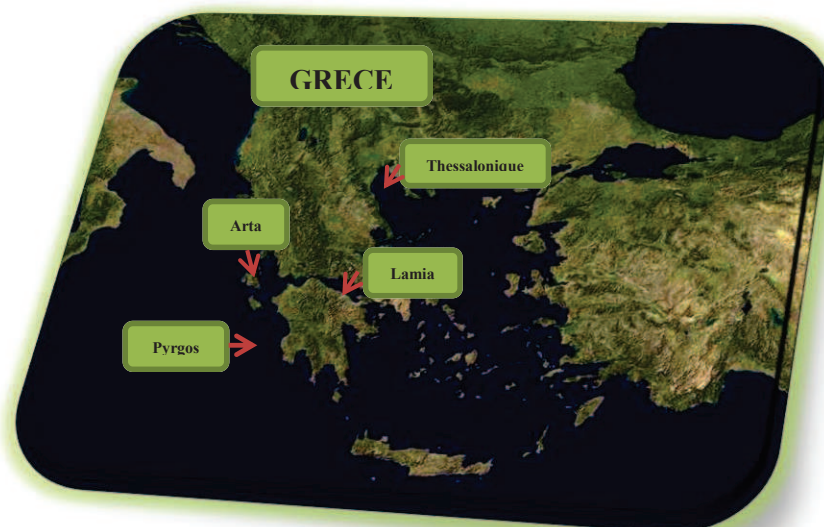 GRECE
Thessalonique
Arta
Lamia
Pyrgos